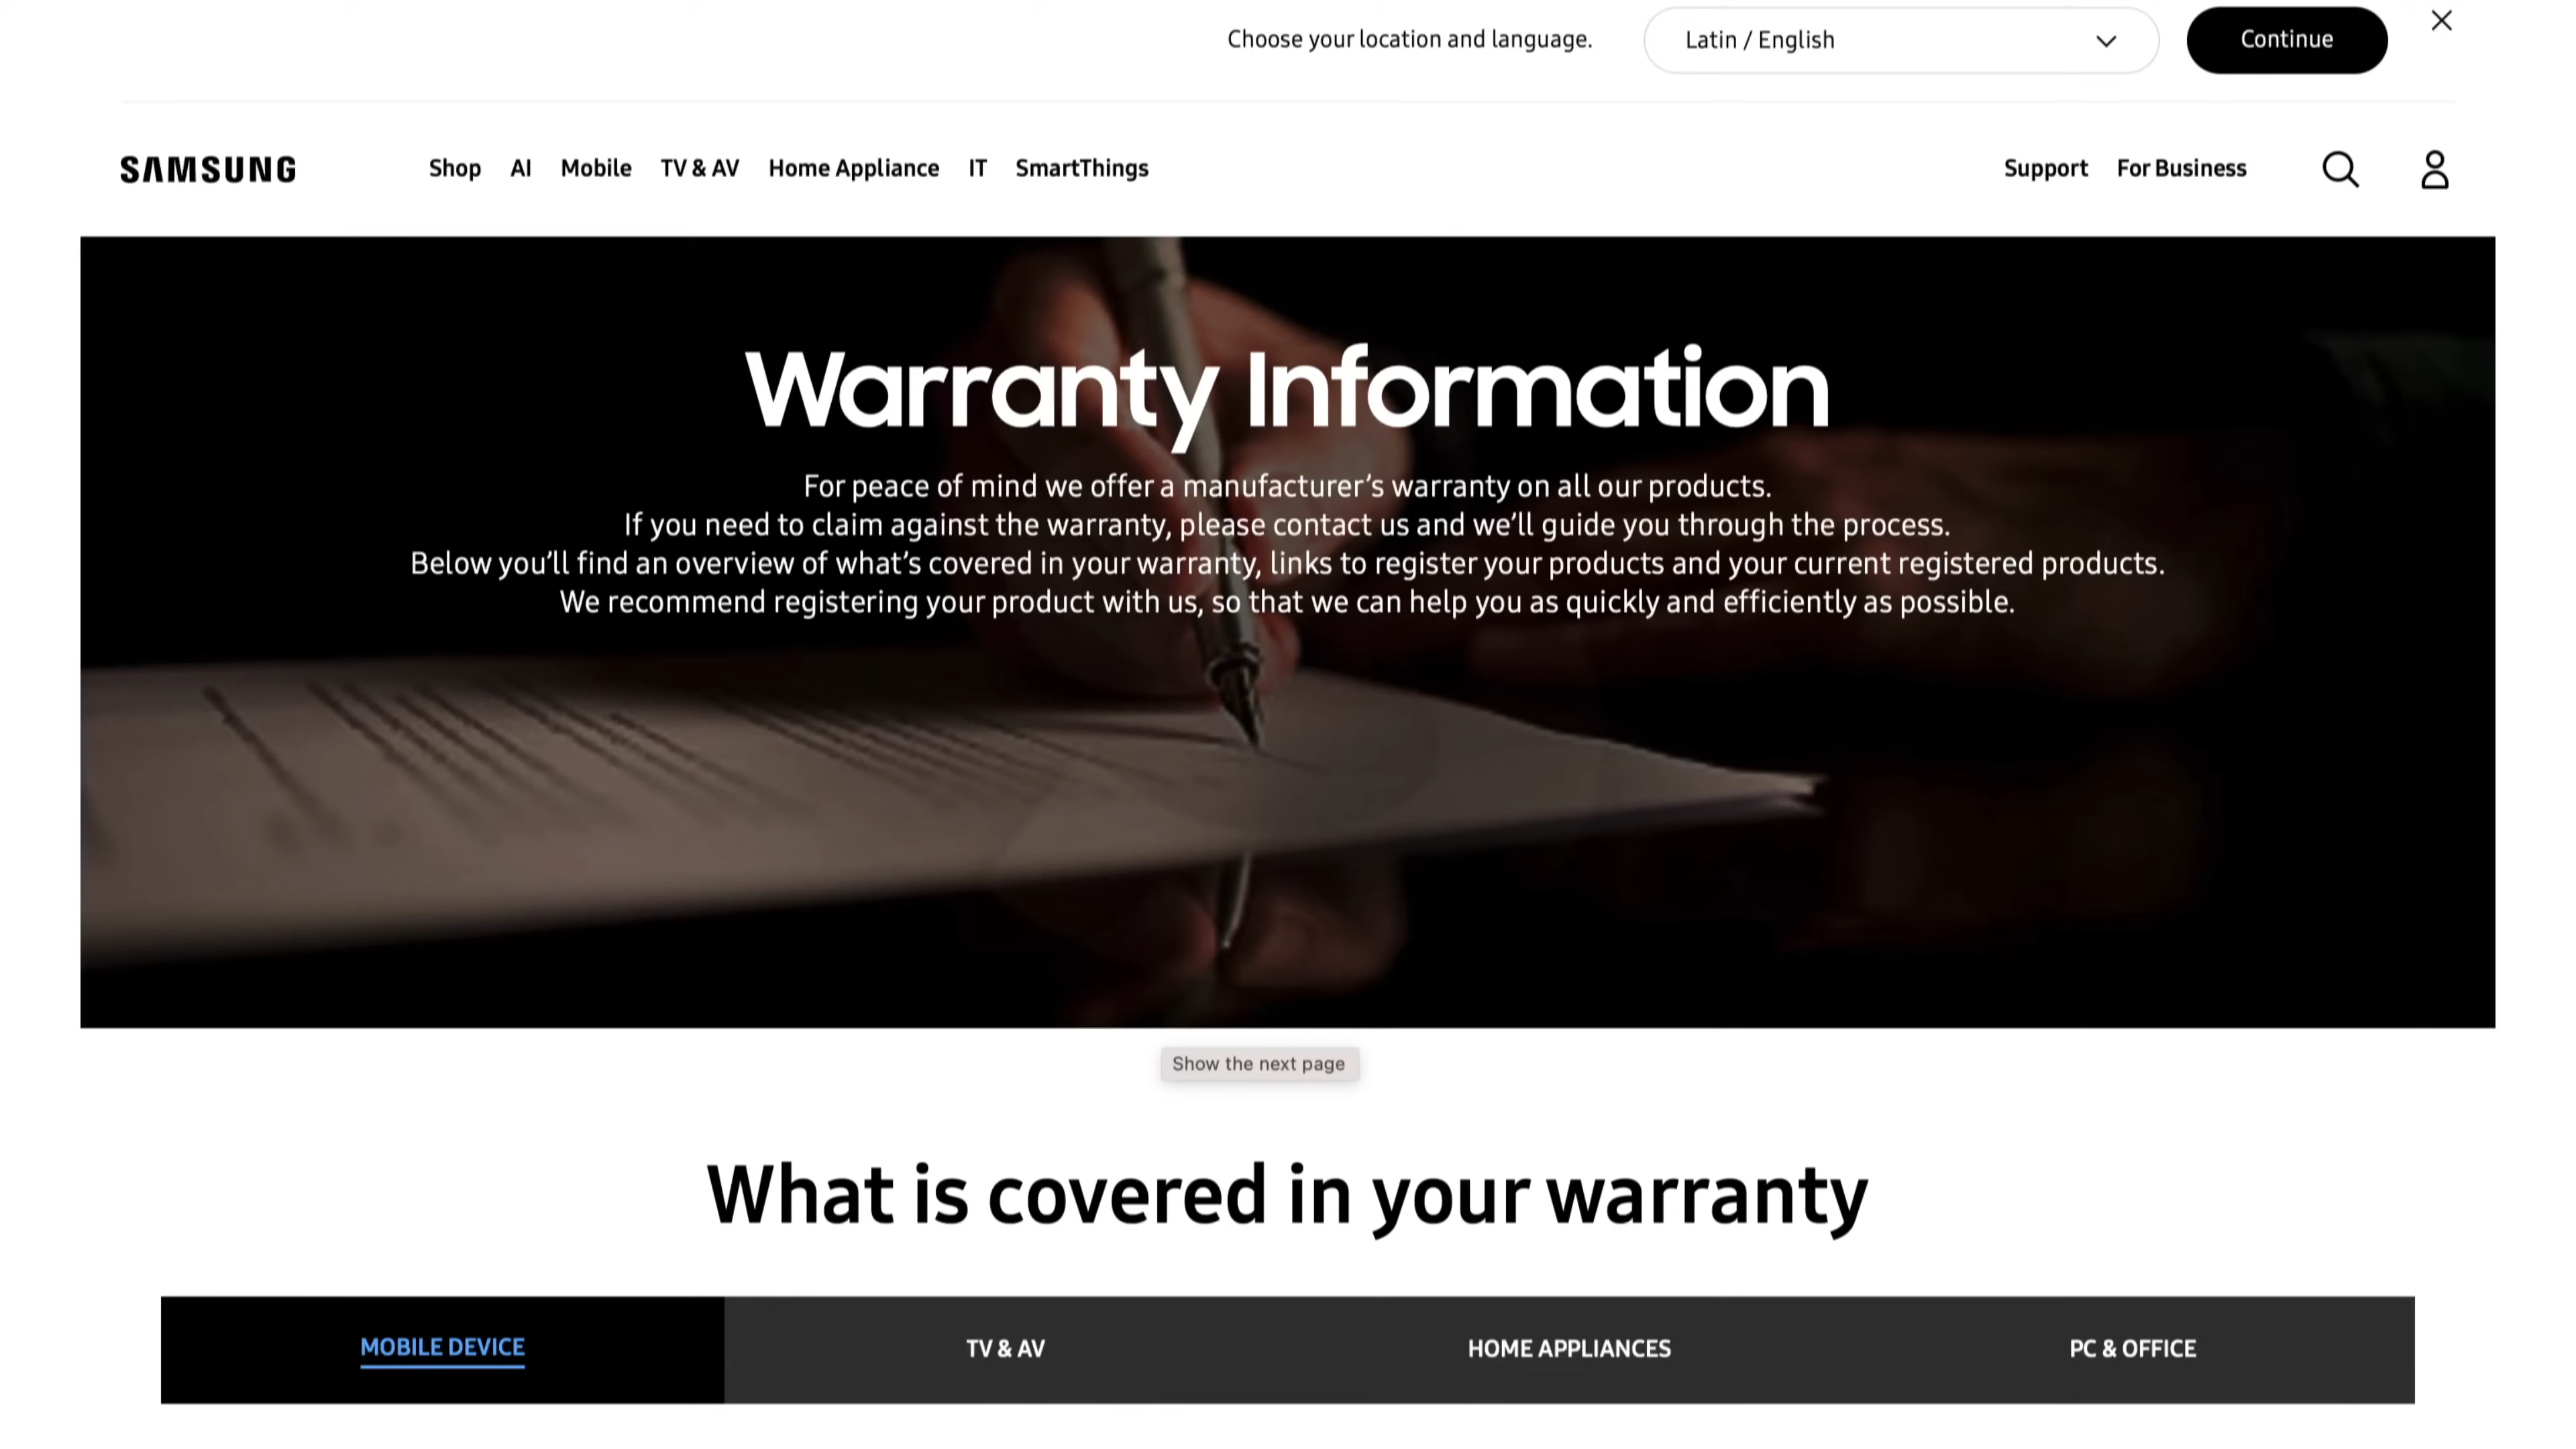 Choose your location and language.
Latin / English
Continue
SAMSUNG
Shop AI Mobile TV & AV Home Appliance IT SmartThings
Support For Business
Warranty Information
For peace of mind we offer a manufacturer’s warranty on all our products.
If you need to claim against the warranty, please contact us and we’ll guide you through the process.
Below you’ll find an overview of what’s covered in your warranty, links to register your products and your current registered products.
We recommend registering your product with us, so that we can help you as quickly and efficiently as possible.
Show the next page
What is covered in your warranty
MOBILE DEVICE
TV & AV
HOME APPLIANCES
PC & OFFICE